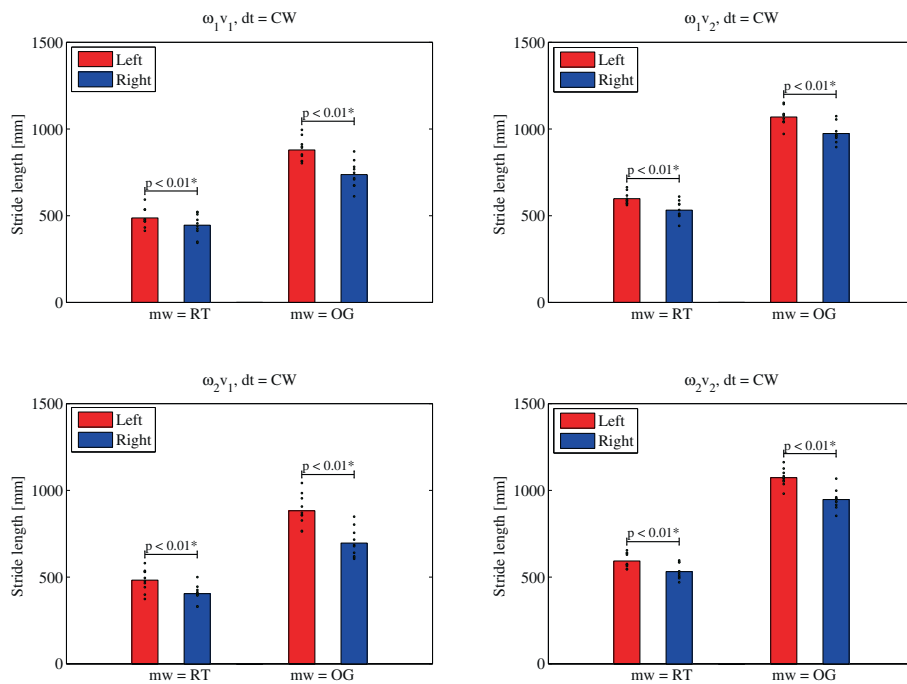 ω₁v₁, dt = CW
1500
1000
500
0
Stride length [mm]
Left
Right
p < 0.01*
p < 0.01*
mw = RT
mw = OG
ω₁v₂, dt = CW
1500
1000
500
0
Stride length [mm]
Left
Right
p < 0.01*
p < 0.01*
mw = RT
mw = OG
ω₂v₁, dt = CW
1500
1000
500
0
Stride length [mm]
Left
Right
p < 0.01*
p < 0.01*
mw = RT
mw = OG
ω₂v₂, dt = CW
1500
1000
500
0
Stride length [mm]
Left
Right
p < 0.01*
p < 0.01*
mw = RT
mw = OG